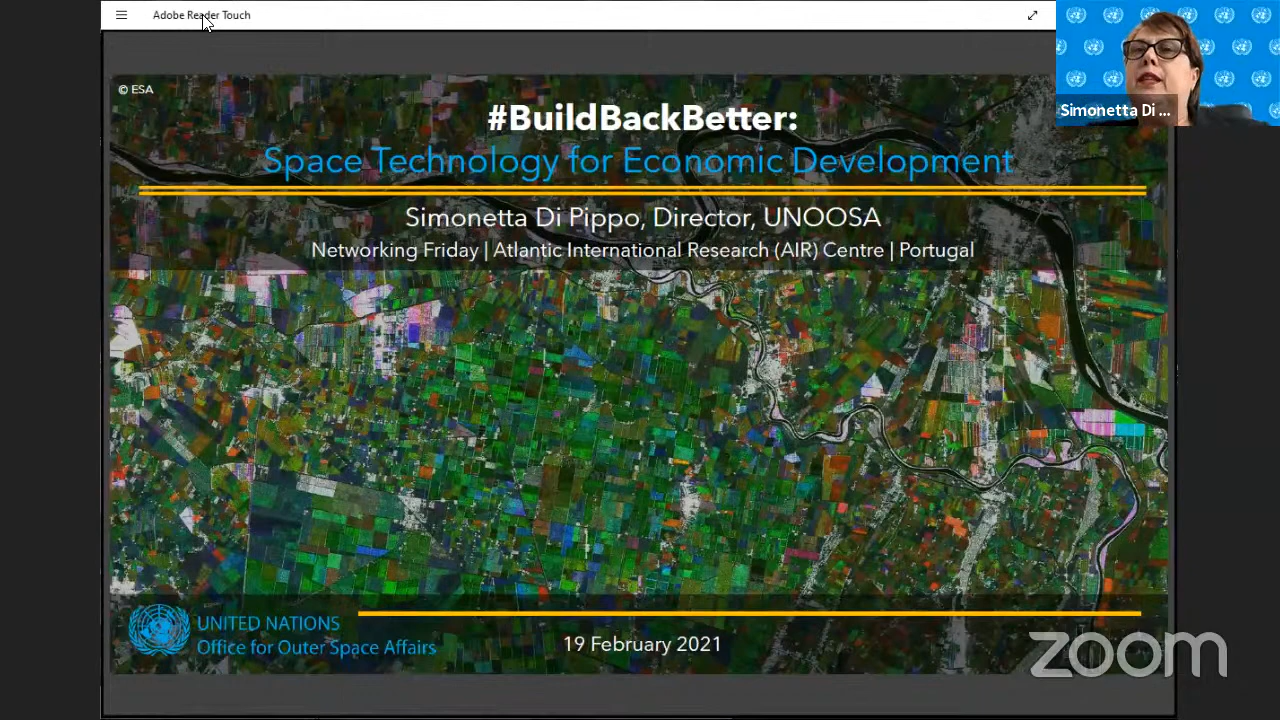 Adobe Reader Touch
Simonetta Di ...
© ESA
#BuildBackBetter:
Space Technology for Economic Development
Simonetta Di Pippo, Director, UNOOSA
Networking Friday | Atlantic International Research (AIR) Centre | Portugal
UNITED NATIONS
Office for Outer Space Affairs
19 February 2021
zoom